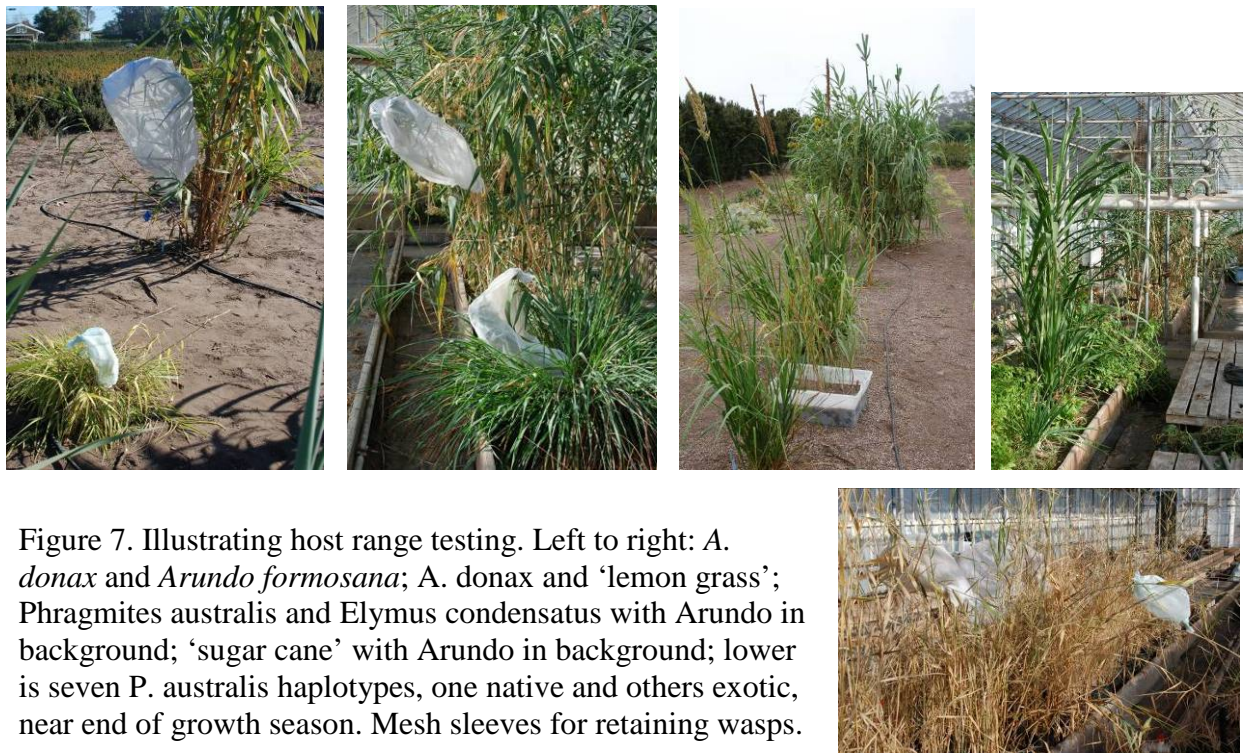 Figure 7. Illustrating host range testing. Left to right: A.
donax and Arundo formosana; A. donax and ‘lemon grass’;
Phragmites australis and Elymus condensatus with Arundo in
background; ‘sugar cane’ with Arundo in background; lower
is seven P. australis haplotypes, one native and others exotic,
near end of growth season. Mesh sleeves for retaining wasps.